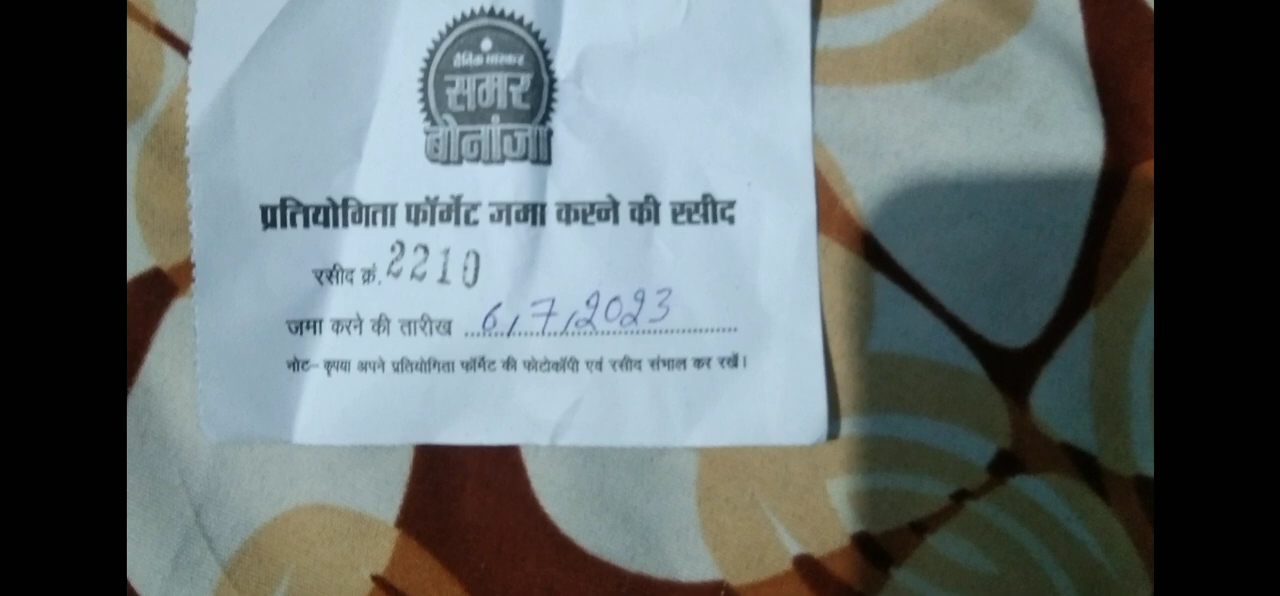 दैनिक भास्कर
समर
बोनांजा
प्रतियोगिता फॉर्मेट जमा करने की रसीद
रसीद क्रं. 2210
जमा करने की तारीख 6,7,2023
नोट– कृपया अपने प्रतियोगिता फॉर्मेट की फोटोकॉपी एवं रसीद संभाल कर रखें।